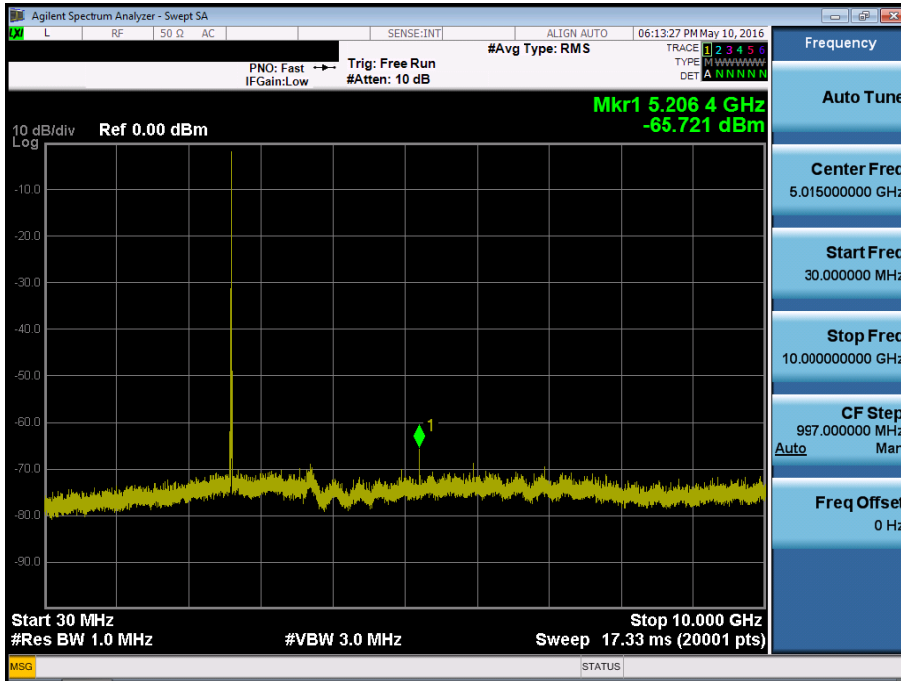 Agilent Spectrum Analyzer - Swept SA
LXI L RF 50 Ω AC SENSE:INT ALIGN AUTO 06:13:27 PM May 10, 2016
#Avg Type: RMS
TRACE 1 2 3 4 5 6
TYPE M WWWWW
DET A N N N N N
PNO: Fast
IFGain:Low
Trig: Free Run
#Atten: 10 dB
Mkr1 5.206 4 GHz
-65.721 dBm
10 dB/div Ref 0.00 dBm
Log
-10.0
-20.0
-30.0
-40.0
-50.0
-60.0
-70.0
-80.0
-90.0
1
Start 30 MHz Stop 10.000 GHz
#Res BW 1.0 MHz #VBW 3.0 MHz Sweep 17.33 ms (20001 pts)
MSG STATUS
Frequency
Auto Tune
Center Freq
5.015000000 GHz
Start Freq
30.000000 MHz
Stop Freq
10.000000000 GHz
CF Step
997.000000 MHz
Auto Man
Freq Offset
0 Hz